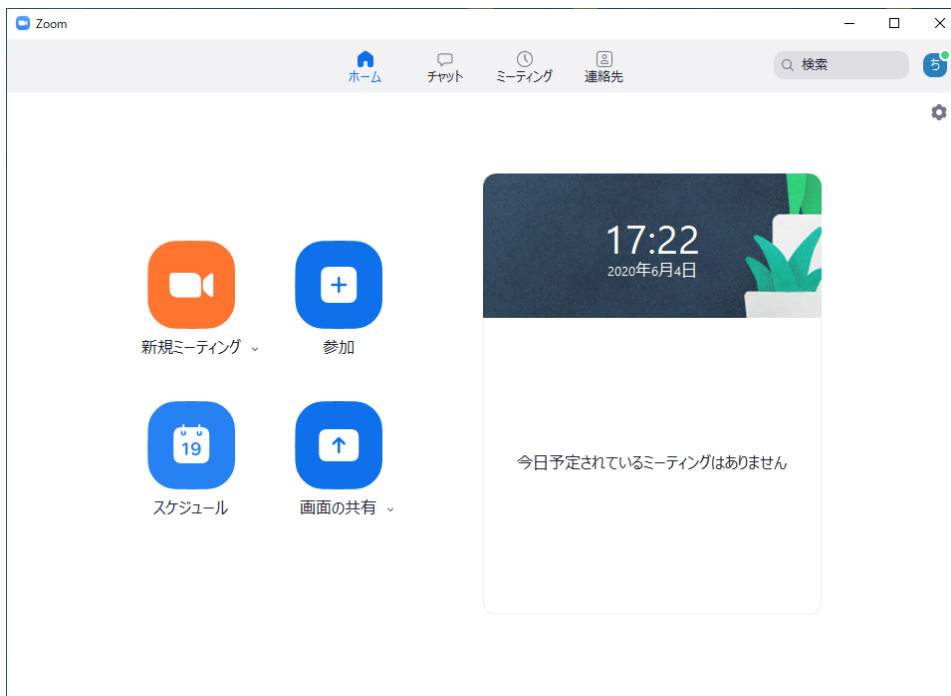 Zoom
ホーム
チャット
ミーティング
連絡先
検索
ち
17:22
2020年6月4日
新規ミーティング
参加
19
スケジュール
画面の共有
今日予定されているミーティングはありません